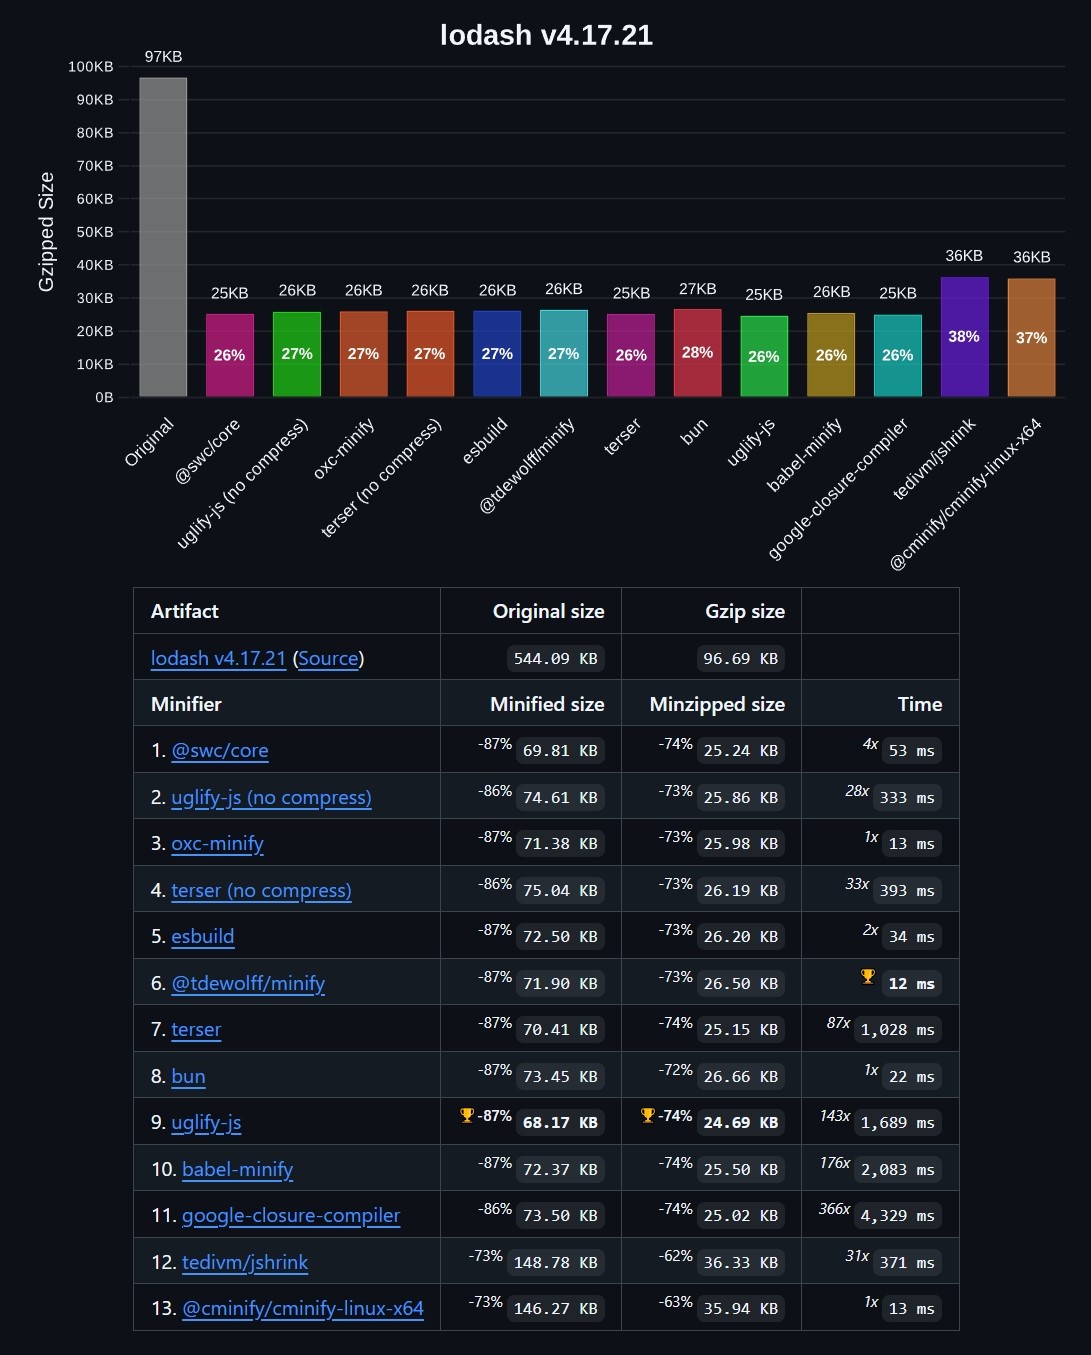 lodash v4.17.21
Gzipped Size
100KB
90KB
80KB
70KB
60KB
50KB
40KB
30KB
20KB
10KB
0B
97KB
25KB
26KB
26KB
26KB
26KB
26KB
25KB
27KB
25KB
26KB
25KB
36KB
36KB
26%
27%
27%
27%
27%
27%
26%
28%
26%
26%
26%
38%
37%
Original
@swc/core
uglify-js (no compress)
oxc-minify
terser (no compress)
esbuild
@tdewolff/minify
terser
bun
uglify-js
babel-minify
google-closure-compiler
tedivm/jshrink
@cminify/cminify-linux-x64
Artifact Original size Gzip size
lodash v4.17.21 (Source) 544.09 KB 96.69 KB
Minifier Minified size Minzipped size Time
1. @swc/core -87% 69.81 KB -74% 25.24 KB 4x 53 ms
2. uglify-js (no compress) -86% 74.61 KB -73% 25.86 KB 28x 333 ms
3. oxc-minify -87% 71.38 KB -73% 25.98 KB 1x 13 ms
4. terser (no compress) -86% 75.04 KB -73% 26.19 KB 33x 393 ms
5. esbuild -87% 72.50 KB -73% 26.20 KB 2x 34 ms
6. @tdewolff/minify -87% 71.90 KB -73% 26.50 KB 🏆 12 ms
7. terser -87% 70.41 KB -74% 25.15 KB 87x 1,028 ms
8. bun -87% 73.45 KB -72% 26.66 KB 1x 22 ms
9. uglify-js 🏆-87% 68.17 KB 🏆-74% 24.69 KB 143x 1,689 ms
10. babel-minify -87% 72.37 KB -74% 25.50 KB 176x 2,083 ms
11. google-closure-compiler -86% 73.50 KB -74% 25.02 KB 366x 4,329 ms
12. tedivm/jshrink -73% 148.78 KB -62% 36.33 KB 31x 371 ms
13. @cminify/cminify-linux-x64 -73% 146.27 KB -63% 35.94 KB 1x 13 ms